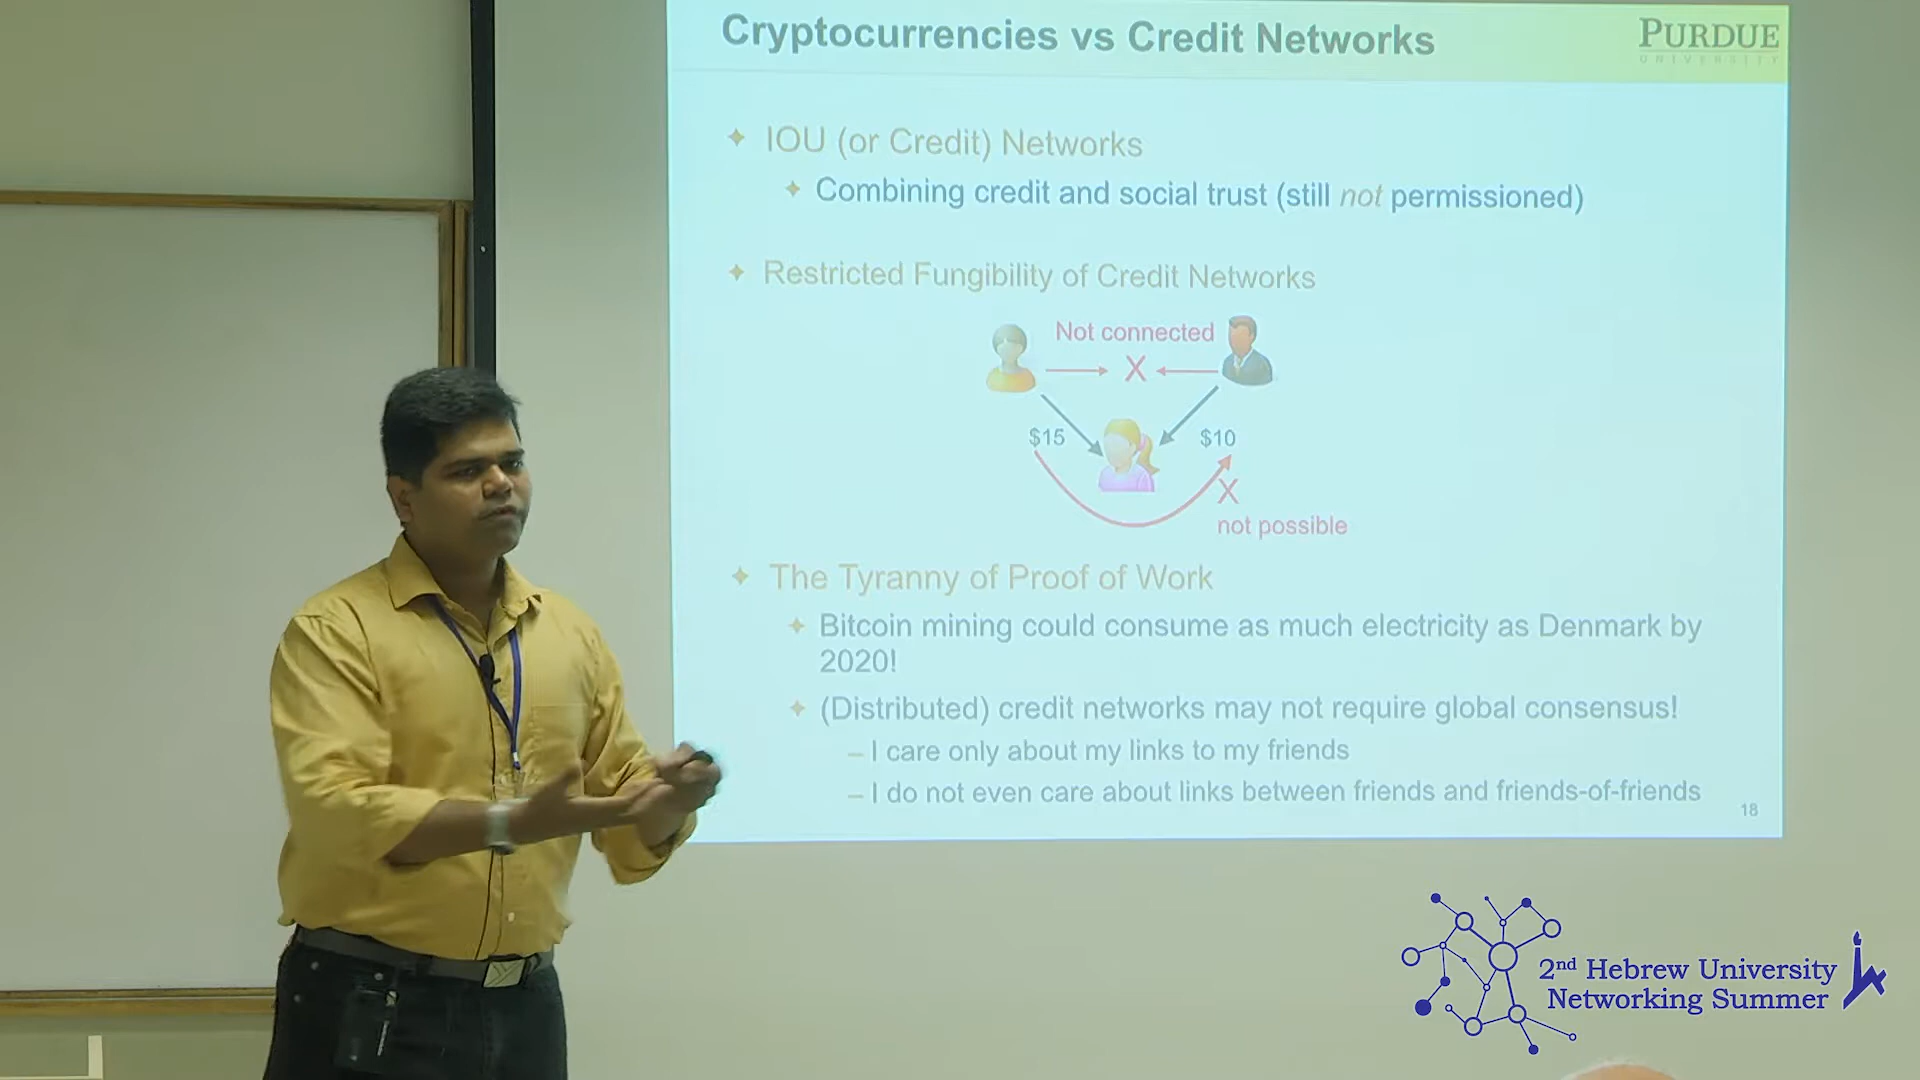 Cryptocurrencies vs Credit Networks
PURDUE
UNIVERSITY
IOU (or Credit) Networks
Combining credit and social trust (still not permissioned)
Restricted Fungibility of Credit Networks
Not connected
X
$15
$10
X
not possible
The Tyranny of Proof of Work
Bitcoin mining could consume as much electricity as Denmark by
2020!
(Distributed) credit networks may not require global consensus!
– I care only about my links to my friends
– I do not even care about links between friends and friends-of-friends
18
2nd Hebrew University
Networking Summer